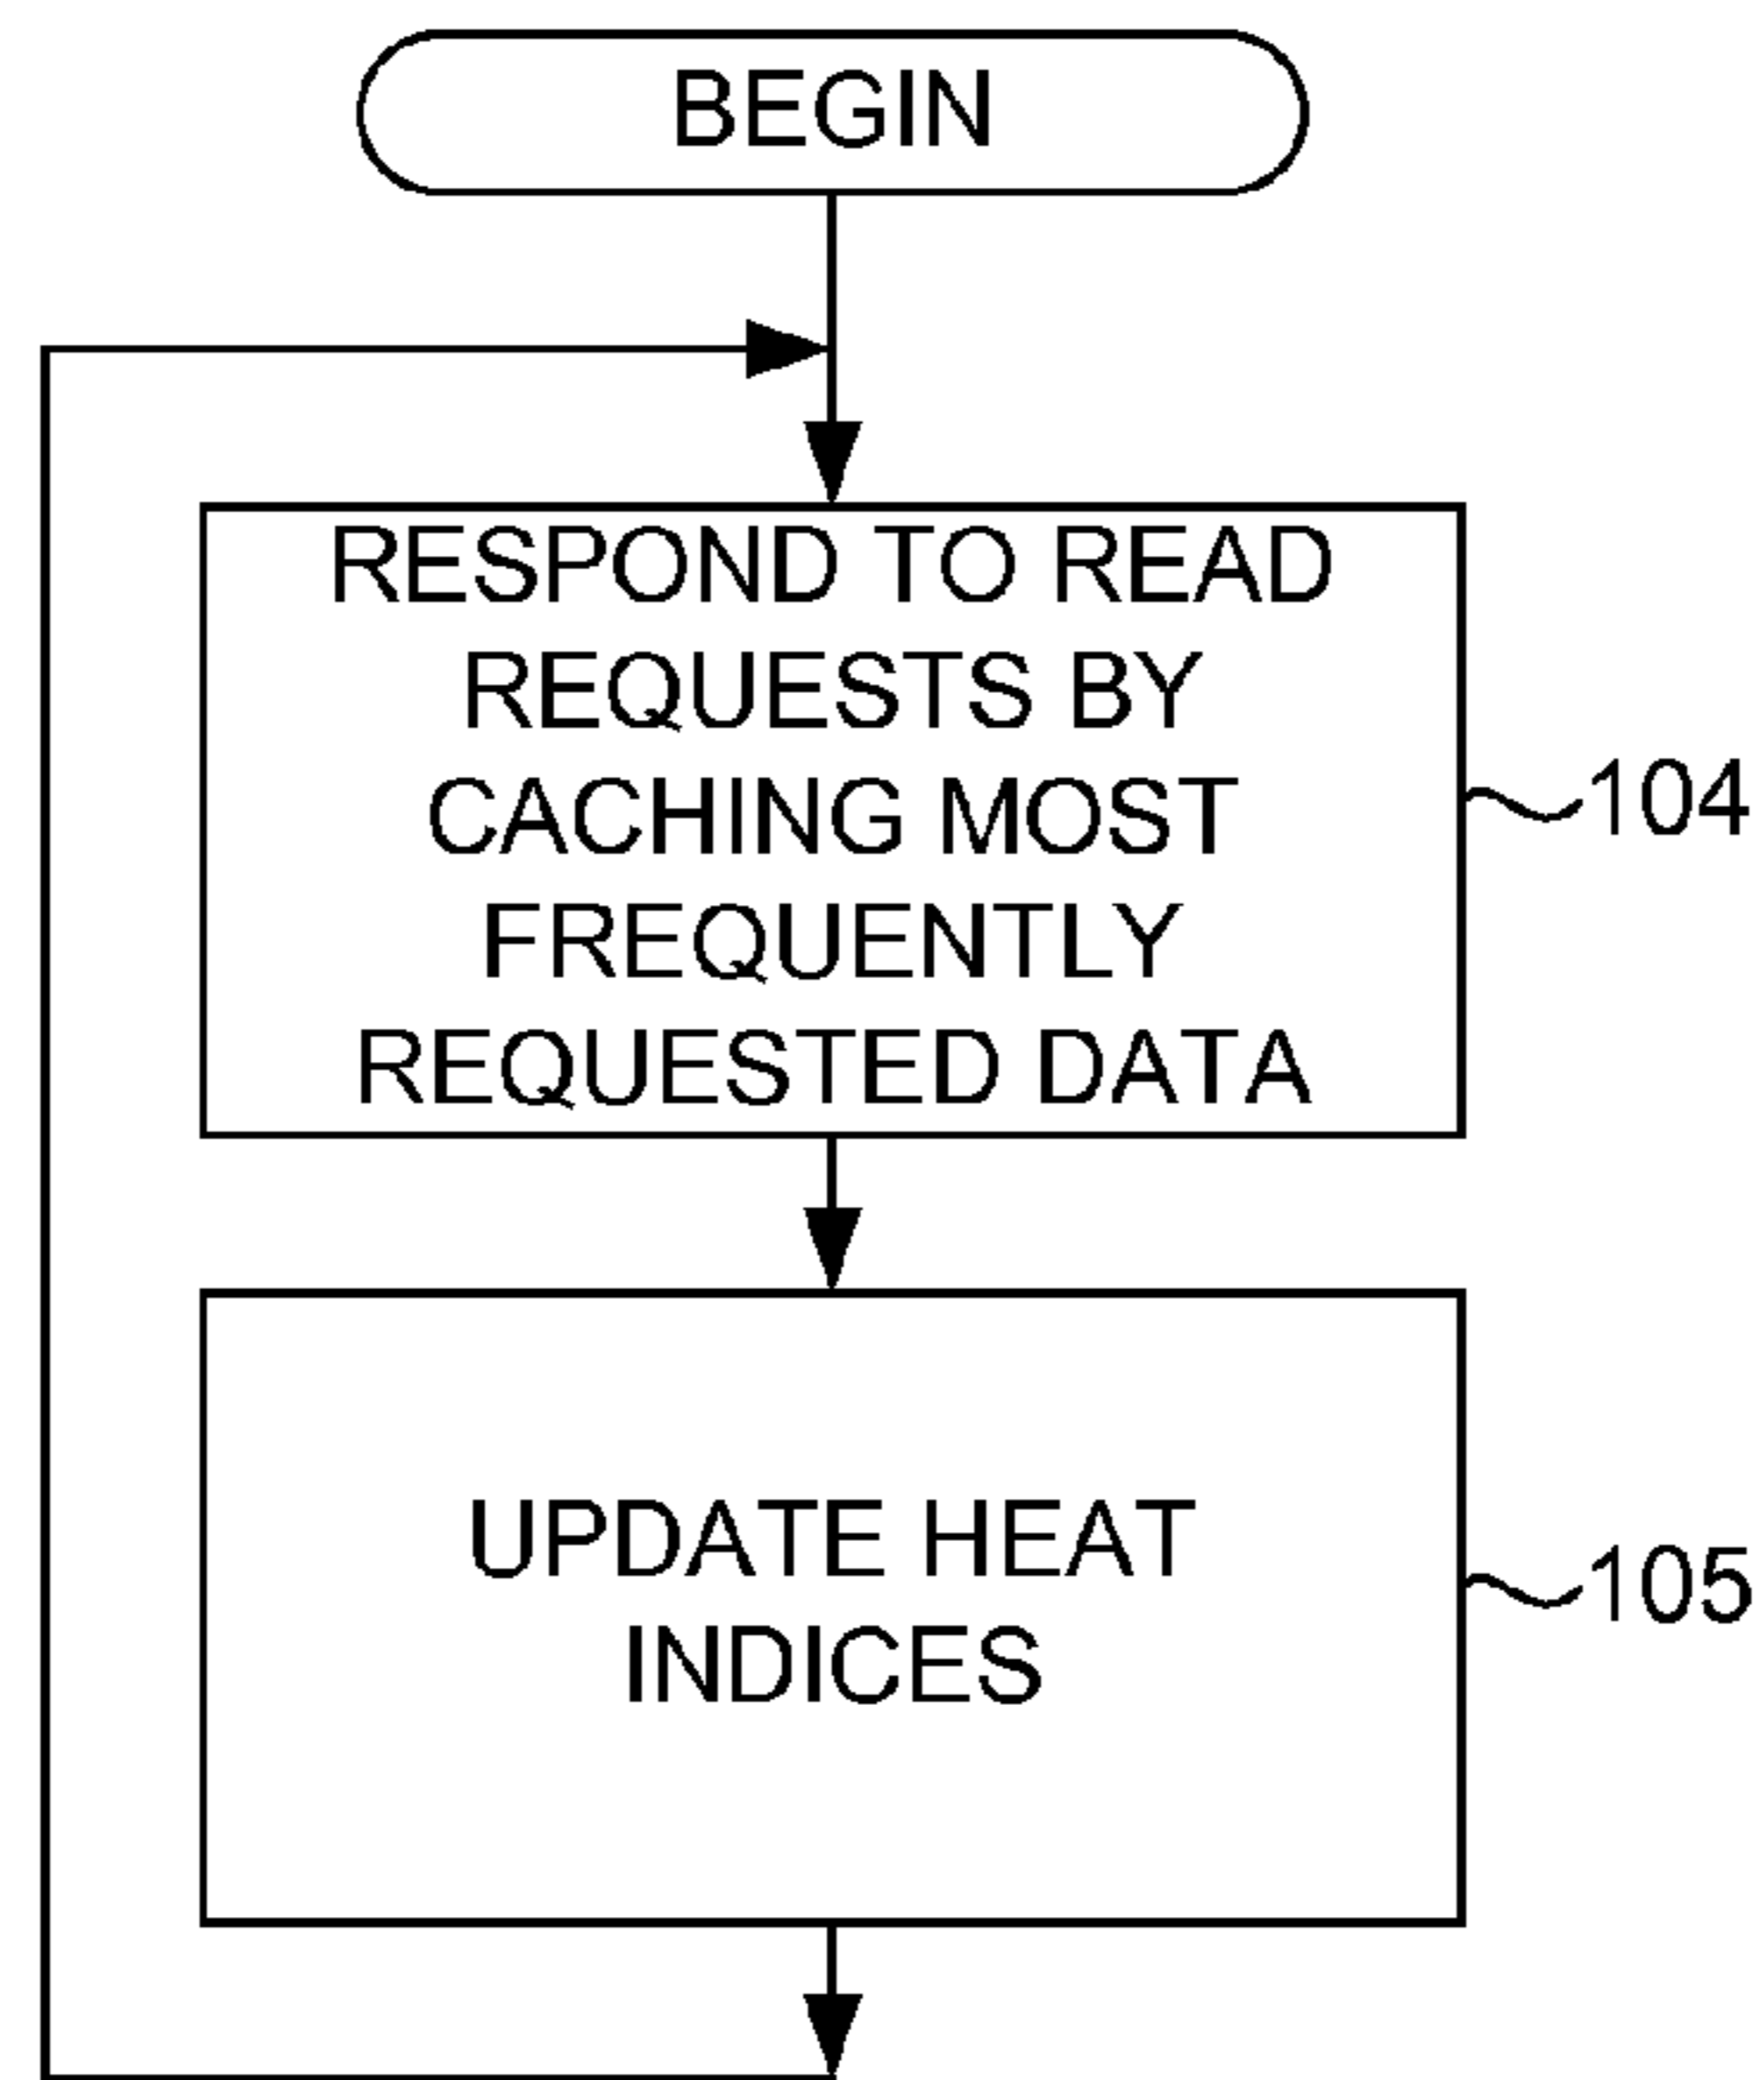 BEGIN
RESPOND TO READ
REQUESTS BY
CACHING MOST
FREQUENTLY
REQUESTED DATA
104
UPDATE HEAT
INDICES
105